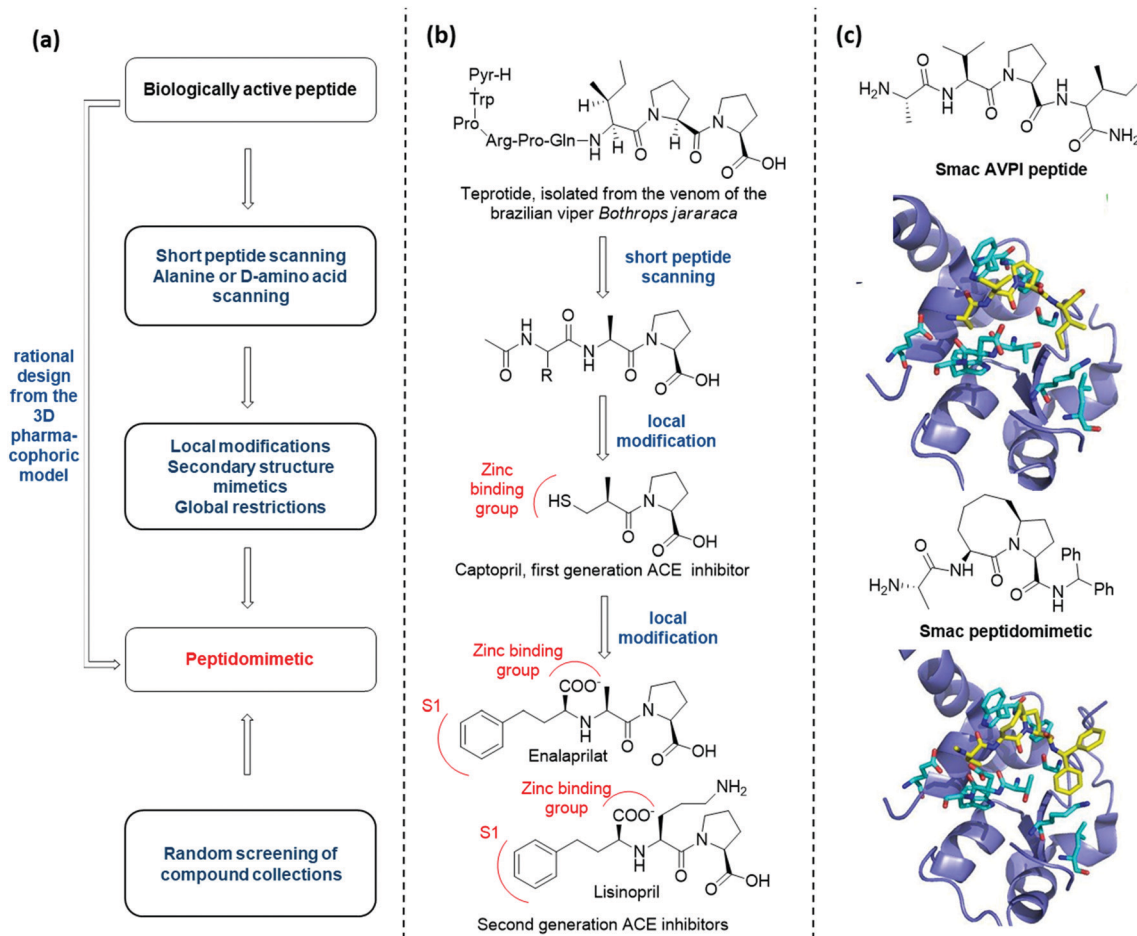 (a)
Biologically active peptide
Short peptide scanning
Alanine or D-amino acid
scanning
rational
design from the
3D
pharma-
cophoric model
Local modifications
Secondary structure
mimetics
Global restrictions
Peptidomimetic
Random screening of
compound collections
(b)
Pyr-H
Trp
Pro
Arg-Pro-Gln
N
H
H
H
O
N
H
O
N
O
OH
Teprotide, isolated from the venom of the
brazilian viper Bothrops jararaca
short peptide
scanning
O
H
N
R
O
N
H
O
N
O
OH
local
modification
Zinc
binding
group
HS
O
N
O
OH
Captopril, first generation ACE inhibitor
local
modification
Zinc binding
group
S1
COO-
N
H
O
N
O
OH
Enalaprilat
Zinc binding
group
NH2
S1
COO-
N
H
O
N
O
OH
Lisinopril
Second generation ACE inhibitors
(c)
H2N
O
N
H
O
N
O
N
H
O
NH2
Smac AVPI peptide
H2N
O
HN
O
N
O
N
H
Ph
Ph
Smac peptidomimetic